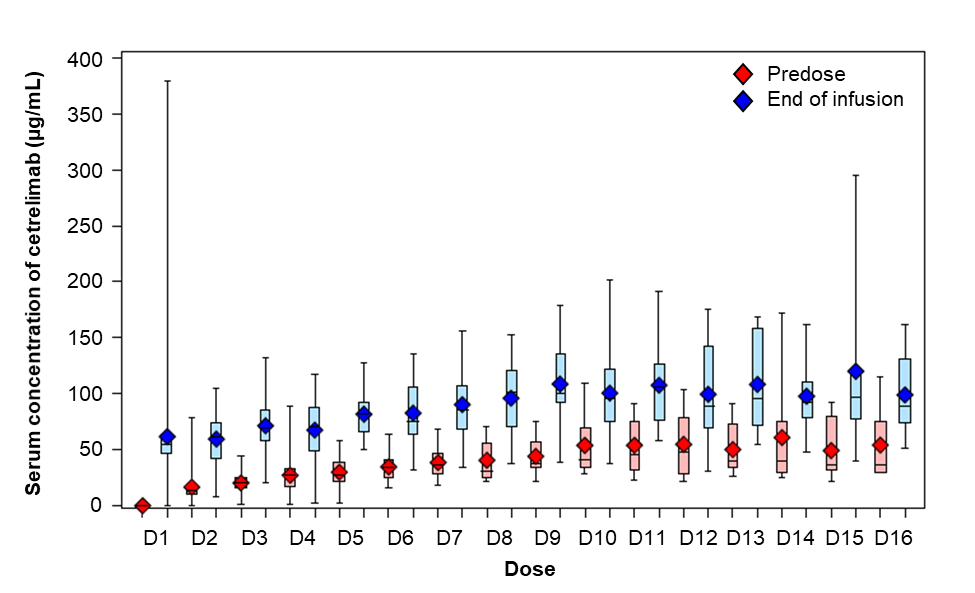 Serum concentration of cetrelimab (μg/mL)
400
350
300
250
200
150
100
50
0
Predose
End of infusion
D1 D2 D3 D4 D5 D6 D7 D8 D9 D10 D11 D12 D13 D14 D15 D16
Dose